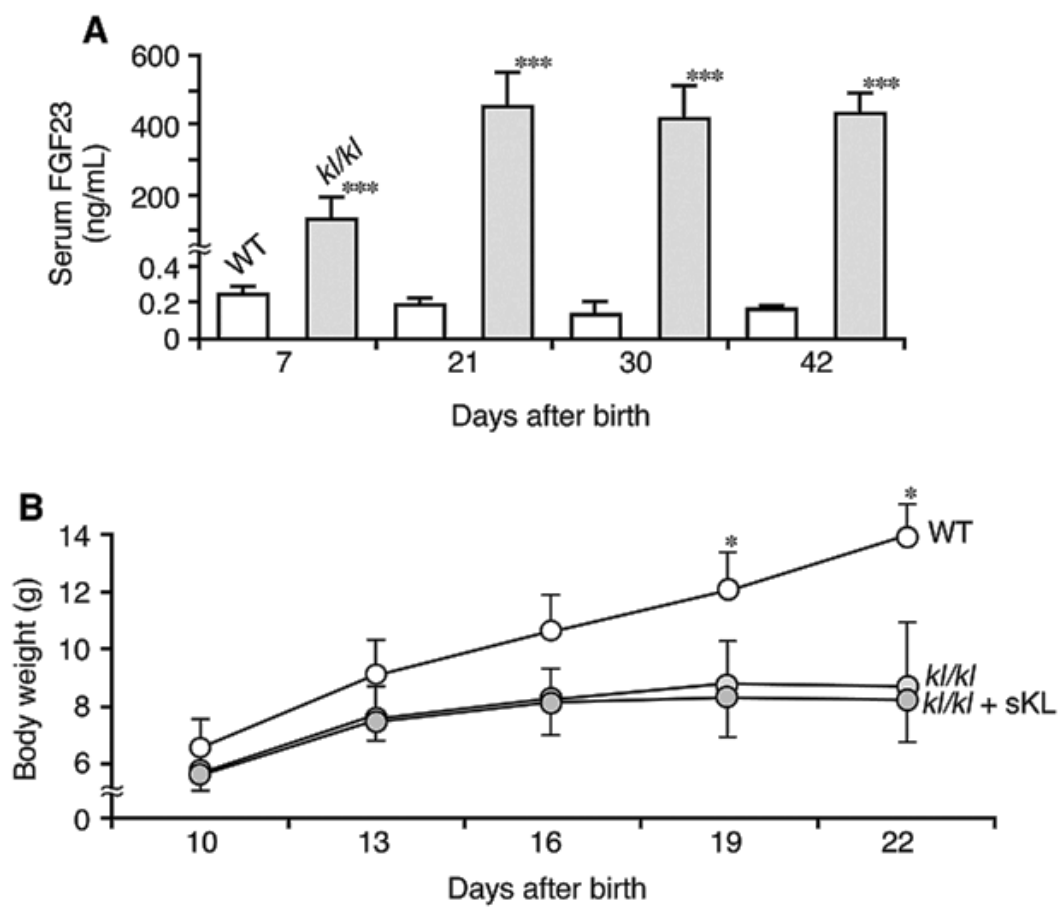 A
600
400
200
0.4
0.2
0
Serum FGF23
(ng/mL)
WT
kl/kl
***
***
***
***
7 21 30 42
Days after birth
B
14
12
10
8
6
0
Body weight (g)
*
*
WT
kl/kl
kl/kl + sKL
10 13 16 19 22
Days after birth